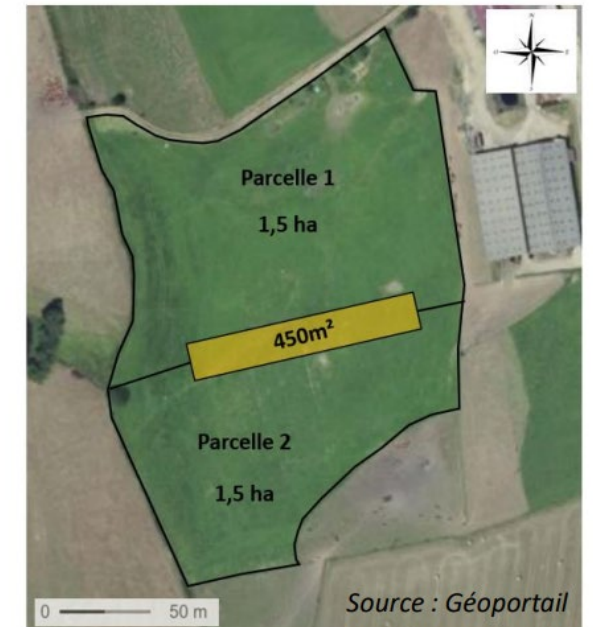 Parcelle 1
1,5 ha
450m²
Parcelle 2
1,5 ha
0 50 m
Source : Géoportail